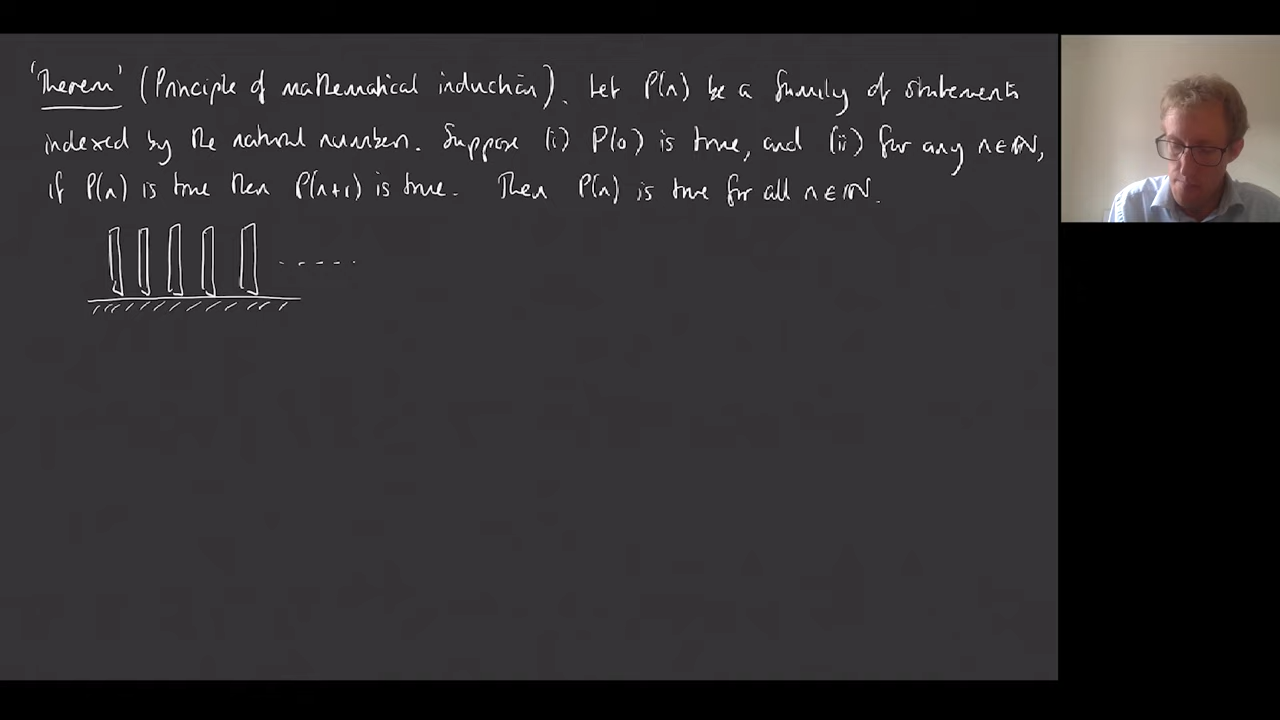 'Theorem' (Principle of mathematical induction). Let P(n) be a family of statements
indexed by the natural numbers. Suppose (i) P(0) is true, and (ii) for any n∈ℕ,
if P(n) is true then P(n+1) is true. Then P(n) is true for all n∈ℕ.